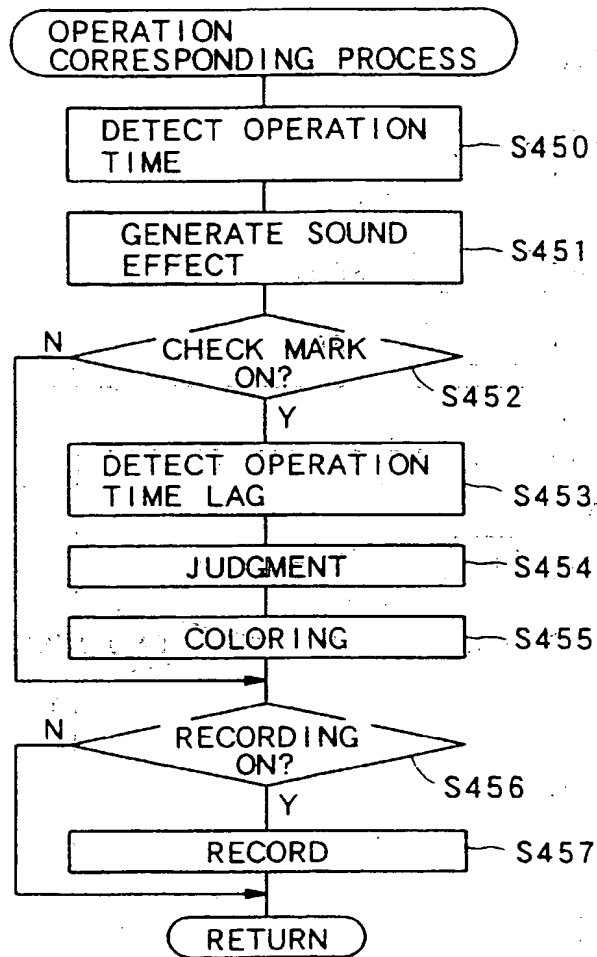 OPERATION
CORRESPONDING PROCESS
DETECT OPERATION
TIME
S450
GENERATE SOUND
EFFECT
S451
N
CHECK MARK
ON?
S452
Y
DETECT OPERATION
TIME LAG
S453
JUDGMENT
S454
COLORING
S455
N
RECORDING
ON?
S456
Y
RECORD
S457
RETURN